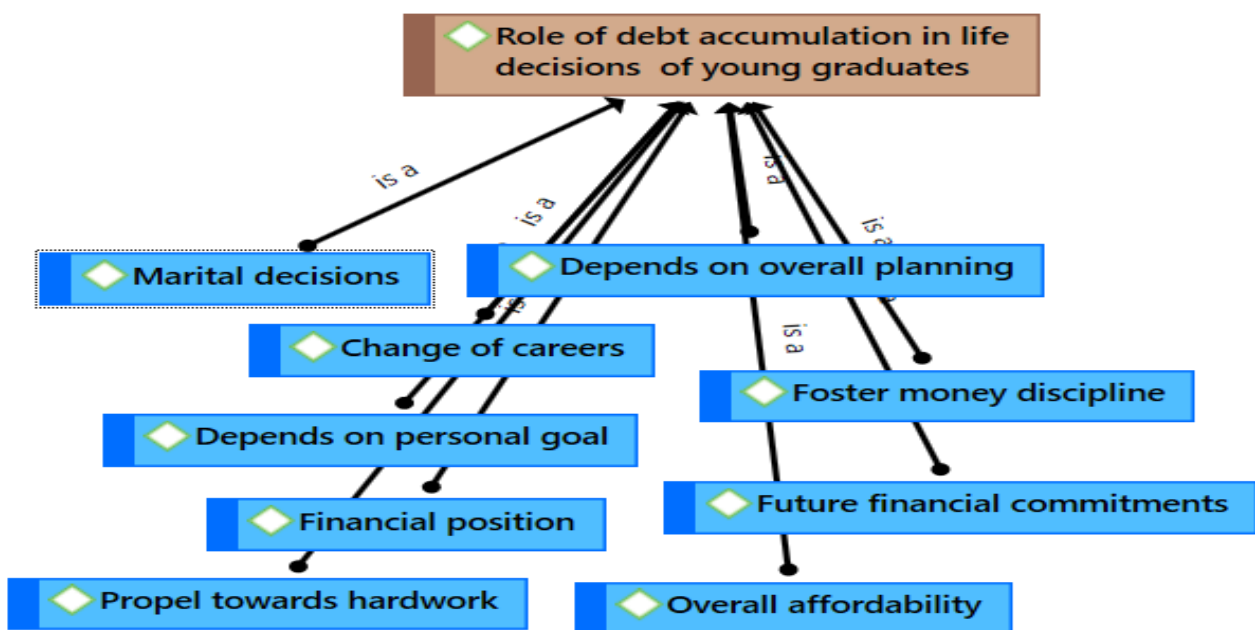 Role of debt accumulation in life
decisions of young graduates
is a
is a
is a
is a
is a
is
is a
Marital decisions
Depends on overall planning
Change of careers
Foster money discipline
Depends on personal goal
Future financial commitments
Financial position
Propel towards hardwork
Overall affordability